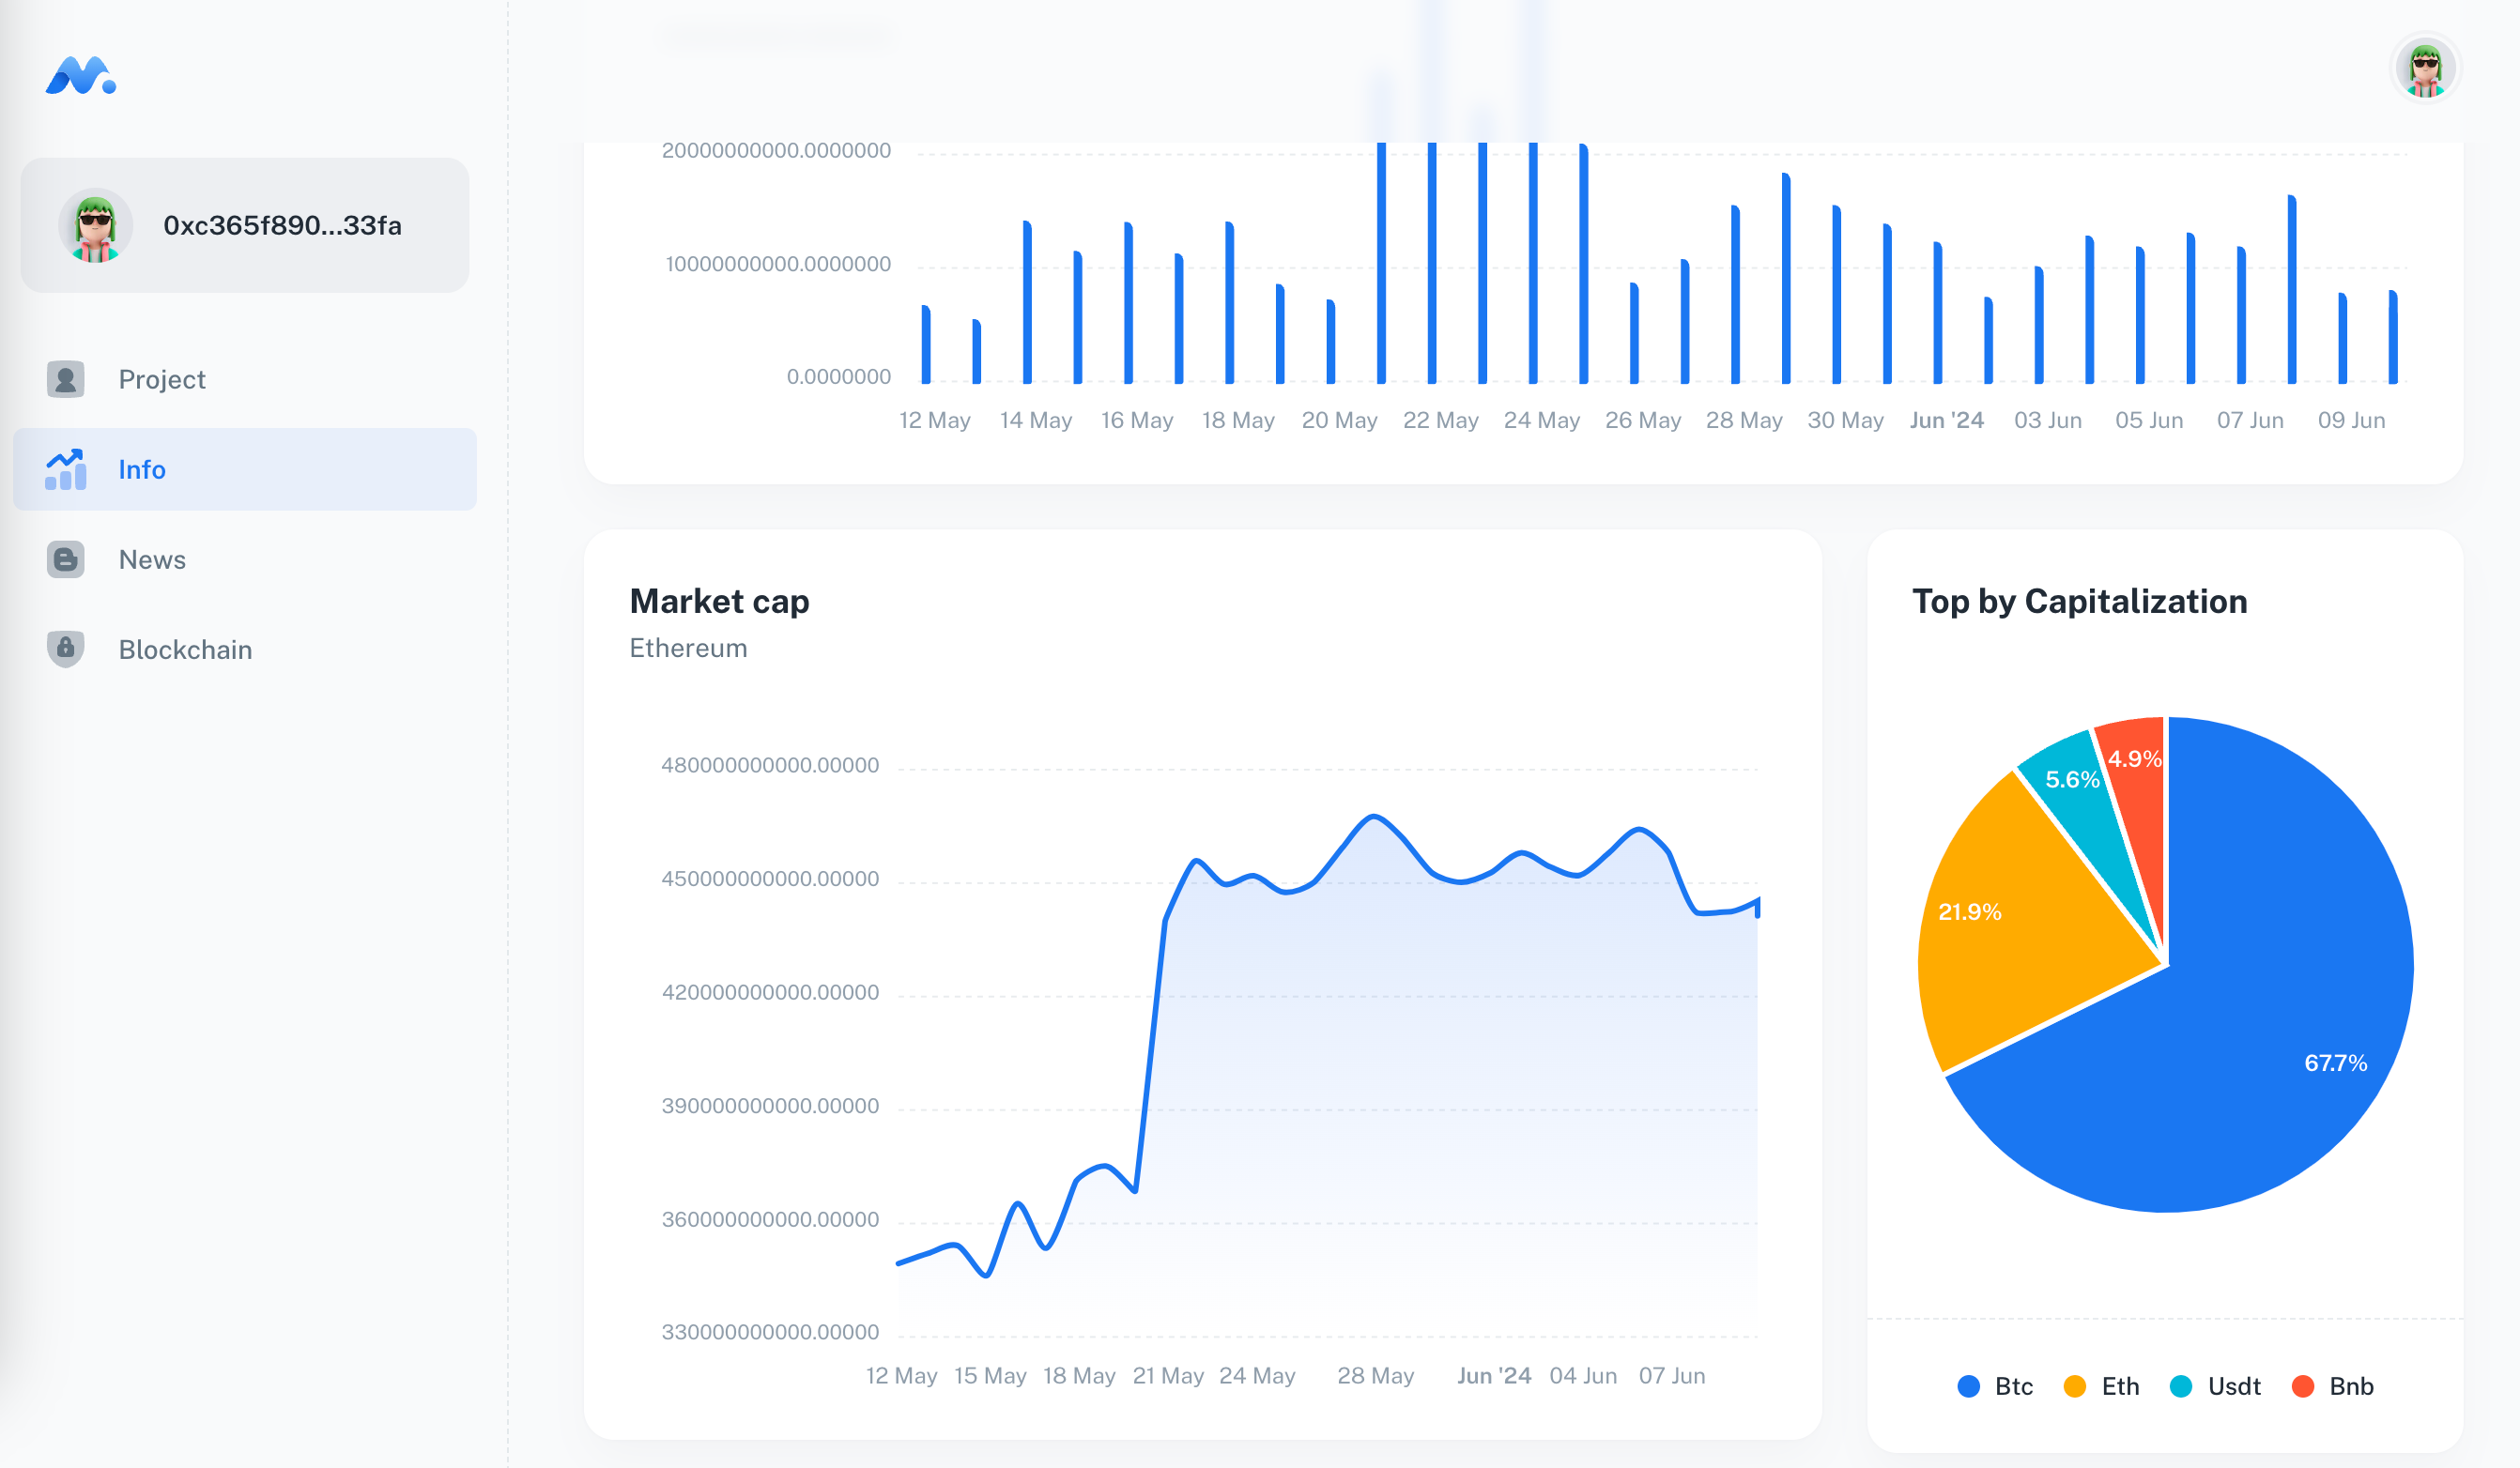 0xc365f890...33fa
Project
Info
News
Blockchain
20000000000.0000000
10000000000.0000000
0.0000000
12 May 14 May 16 May 18 May 20 May 22 May 24 May 26 May 28 May 30 May Jun '24 03 Jun 05 Jun 07 Jun 09 Jun
Market cap
Ethereum
480000000000.00000
450000000000.00000
420000000000.00000
390000000000.00000
360000000000.00000
330000000000.00000
12 May 15 May 18 May 21 May 24 May 28 May Jun '24 04 Jun 07 Jun
Top by Capitalization
4.9%
5.6%
21.9%
67.7%
Btc Eth Usdt Bnb